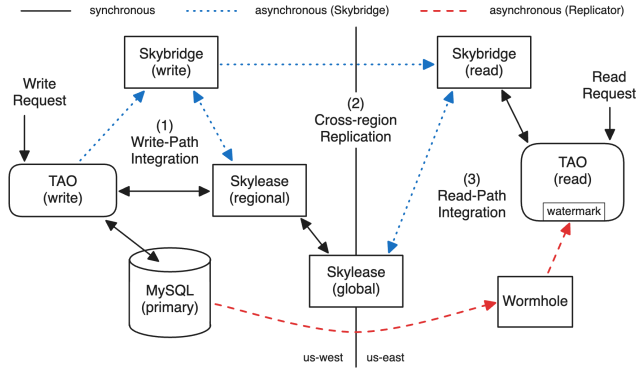 synchronous
asynchronous (Skybridge)
asynchronous (Replicator)
Skybridge
(write)
Skybridge
(read)
Write
Request
Read
Request
(1)
Write-Path
Integration
(2)
Cross-region
Replication
TAO
(write)
Skylease
(regional)
(3)
Read-Path
Integration
TAO
(read)
watermark
MySQL
(primary)
Skylease
(global)
Wormhole
us-west
us-east